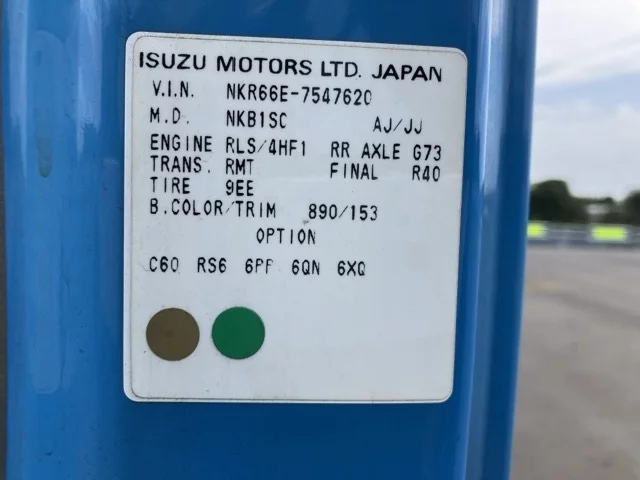 ISUZU MOTORS LTD. JAPAN
V.I.N. NKR66E-7547620
M.D. NKB1SC AJ/JJ
ENGINE RLS/4HF1 RR AXLE G73
TRANS. RMT FINAL R40
TIRE 9EE
B.COLOR/TRIM 890/153
OPTION
C60 RS6 6PF 6QN 6XQ